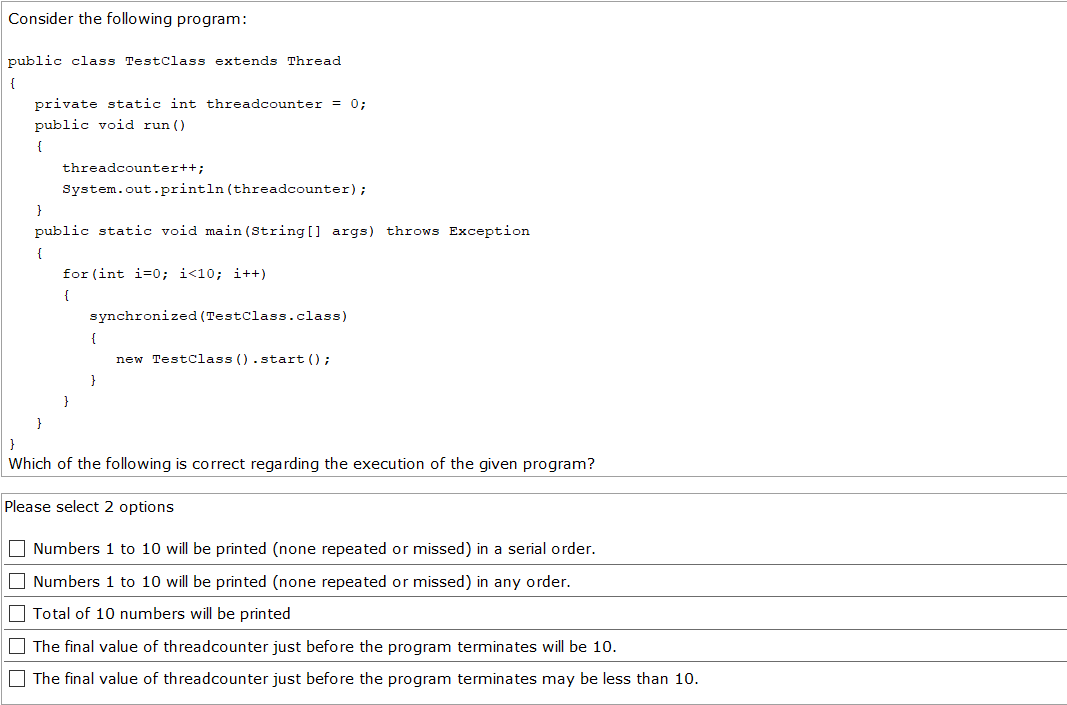 Consider the following program:
public class TestClass extends Thread
{
private static int threadcounter = 0;
public void run()
{
threadcounter++;
System.out.println(threadcounter);
}
public static void main(String[] args) throws Exception
{
for(int i=0; i<10; i++)
{
synchronized(TestClass.class)
{
new TestClass().start();
}
}
}
}
Which of the following is correct regarding the execution of the given program?
Please select 2 options
Numbers 1 to 10 will be printed (none repeated or missed) in a serial order.
Numbers 1 to 10 will be printed (none repeated or missed) in any order.
Total of 10 numbers will be printed
The final value of threadcounter just before the program terminates will be 10.
The final value of threadcounter just before the program terminates may be less than 10.